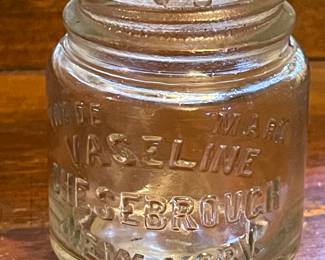 TRADE MARK
VASELINE
CHESEBROUGH
NEW YORK